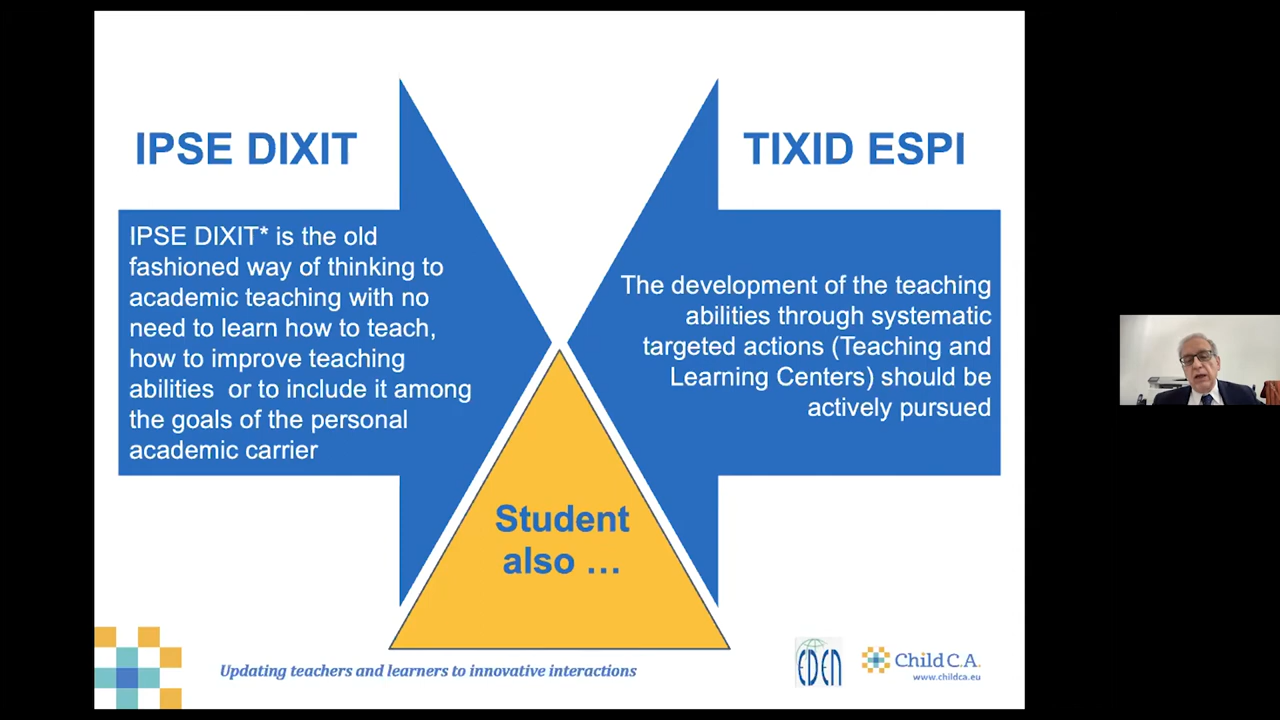 IPSE DIXIT
IPSE DIXIT* is the old
fashioned way of thinking to
academic teaching with no
need to learn how to teach,
how to improve teaching
abilities or to include it among
the goals of the personal
academic carrier
TIXID ESPI
The development of the teaching
abilities through systematic
targeted actions (Teaching and
Learning Centers) should be
actively pursued
Student
also …
Updating teachers and learners to innovative interactions
EDEN
Child C.A.
www.childca.eu